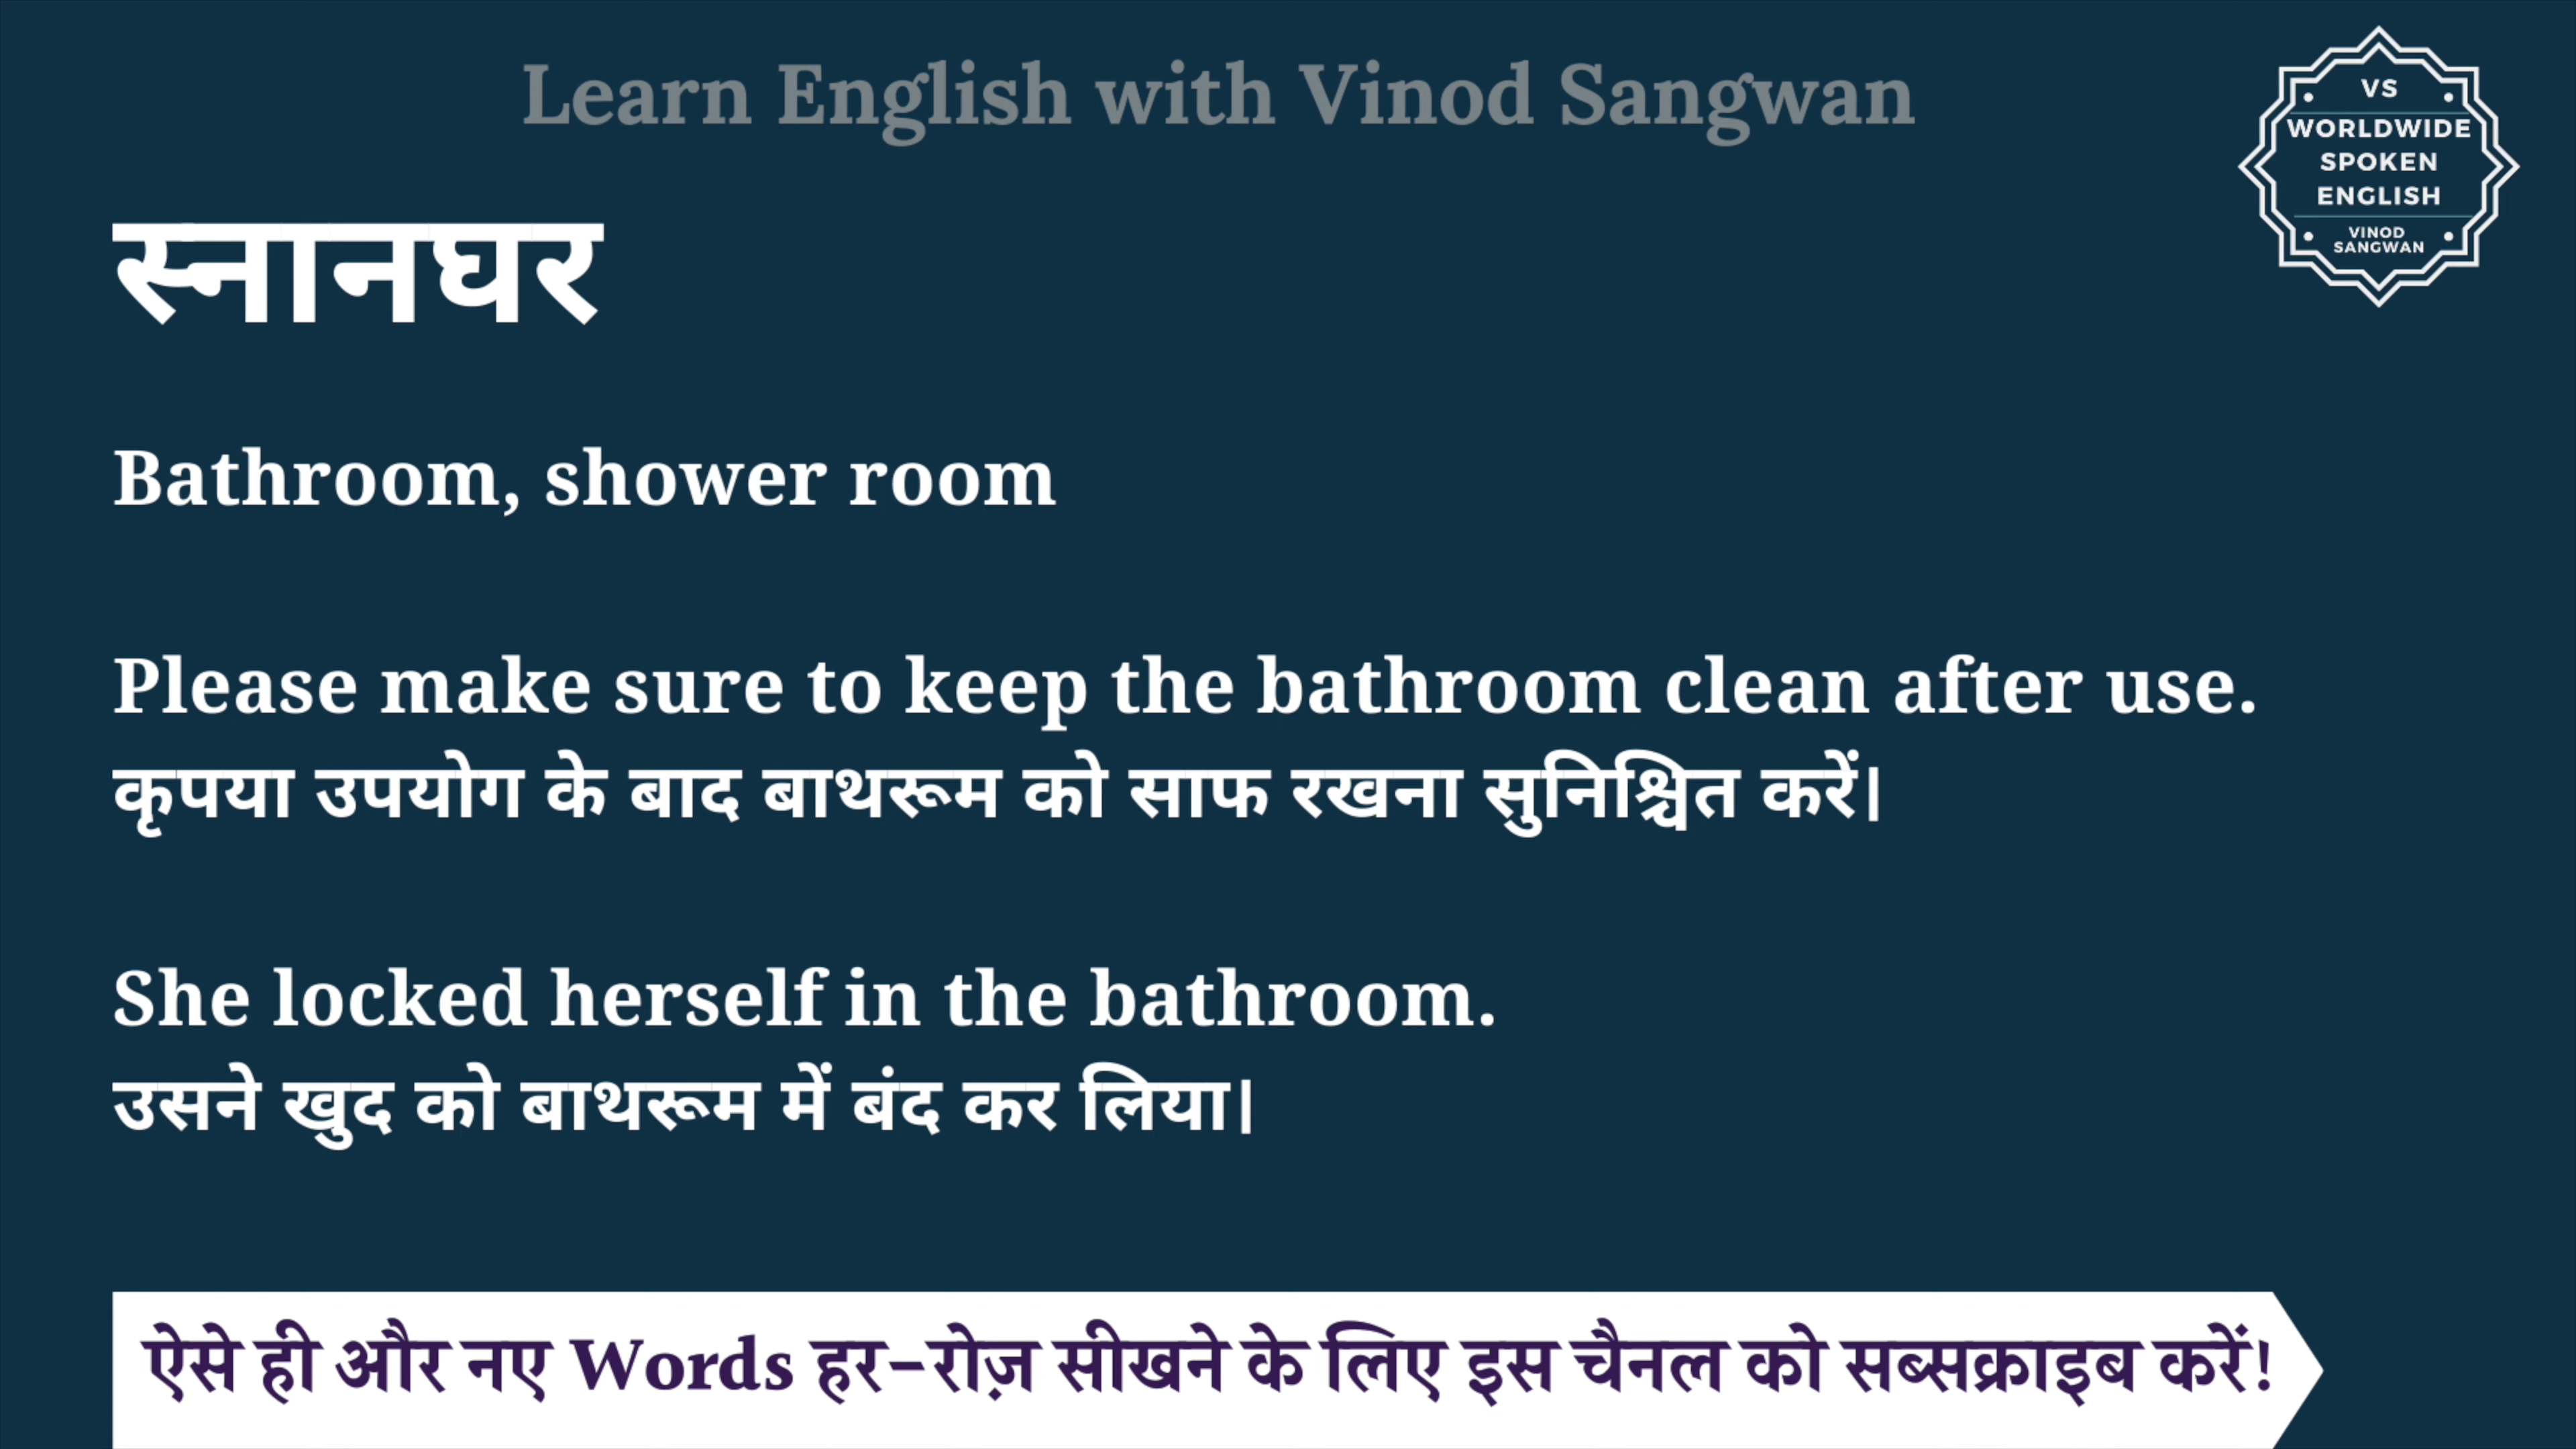 Learn English with Vinod Sangwan
VS
WORLDWIDE
SPOKEN
ENGLISH
VINOD
SANGWAN
स्नानघर
Bathroom, shower room
Please make sure to keep the bathroom clean after use.
कृपया उपयोग के बाद बाथरूम को साफ रखना सुनिश्चित करें।
She locked herself in the bathroom.
उसने खुद को बाथरूम में बंद कर लिया।
ऐसे ही और नए Words हर-रोज़ सीखने के लिए इस चैनल को सब्सक्राइब करें!